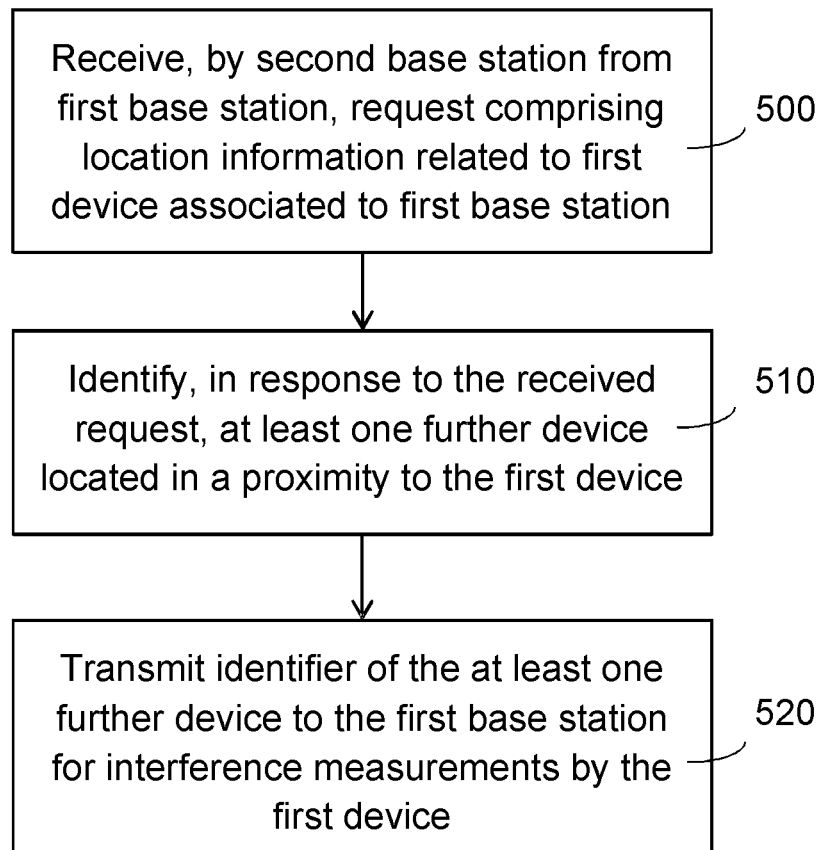 Receive, by second base station from
first base station, request comprising
location information related to first
device associated to first base station
500
Identify, in response to the received
request, at least one further device
located in a proximity to the first device
510
Transmit identifier of the at least one
further device to the first base station
for interference measurements by the
first device
520